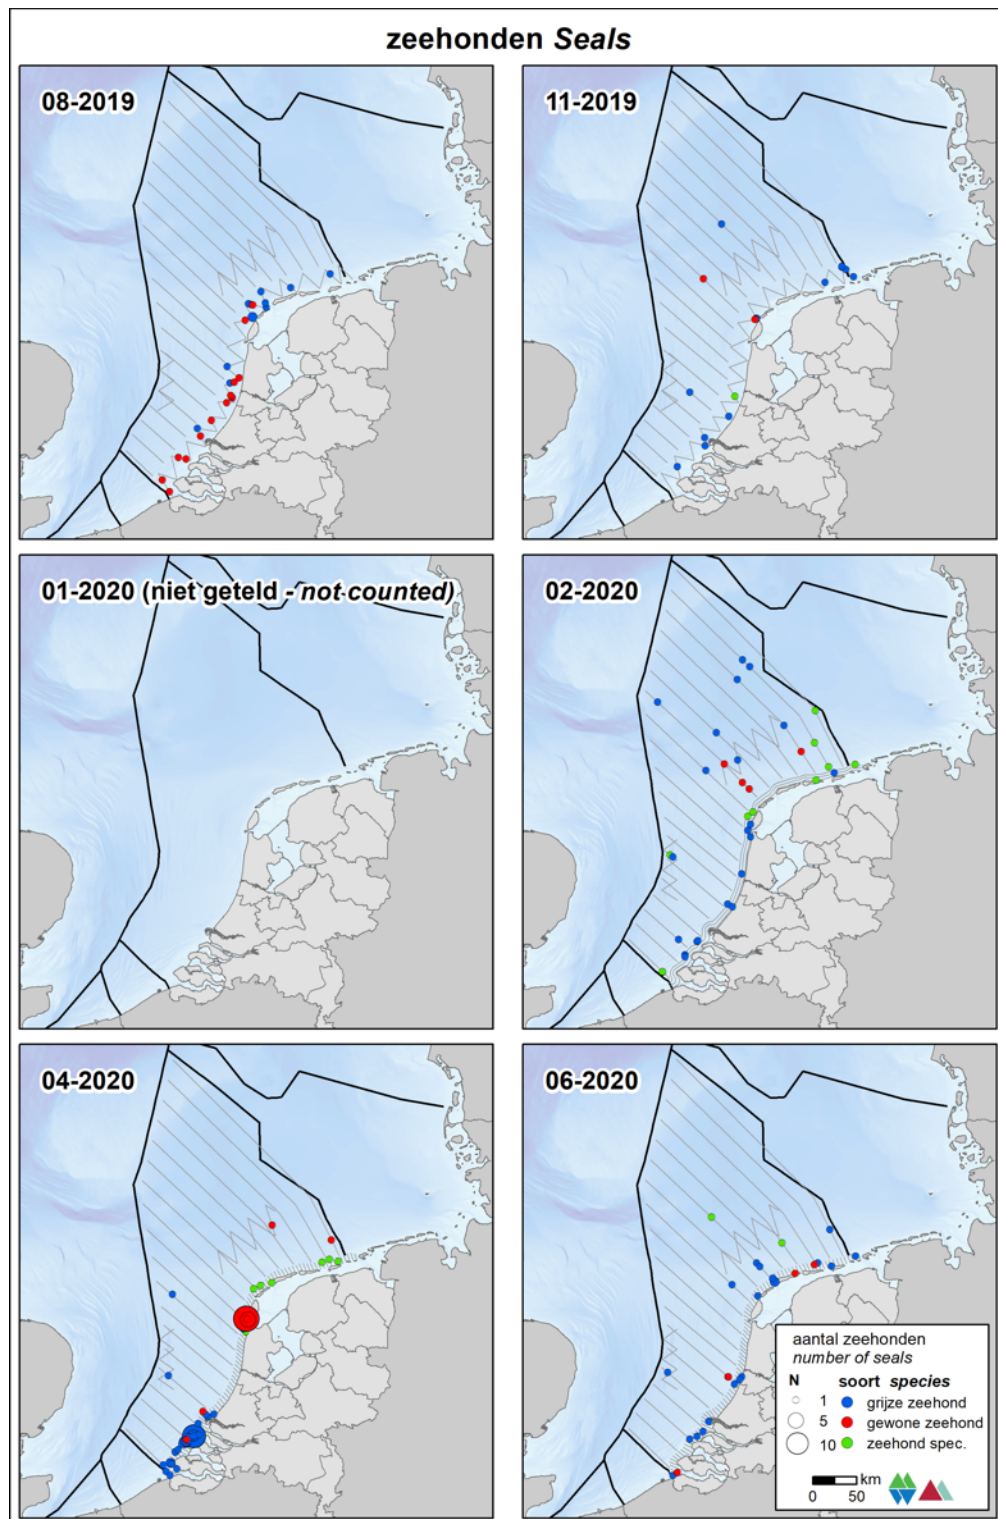 zeehonden Seals
08-2019
11-2019
01-2020 (niet geteld - not counted)
02-2020
04-2020
06-2020
aantal zeehonden
number of seals
N soort species
1 grijze zeehond
5 gewone zeehond
10 zeehond spec.
km
0 50